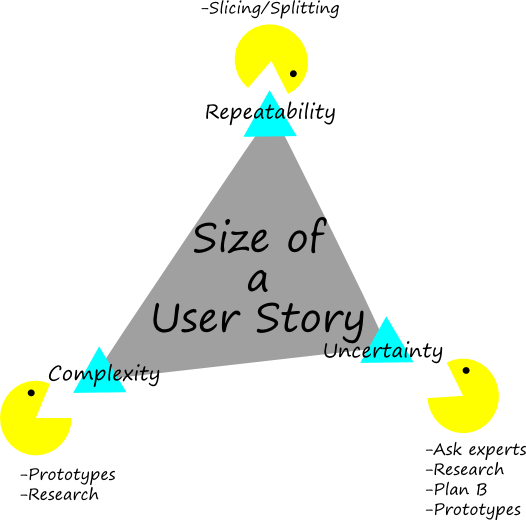 -Slicing/Splitting
Repeatability
Size of
a
User Story
Uncertainty
Complexity
-Ask experts
-Research
-Plan B
-Prototypes
-Prototypes
-Research